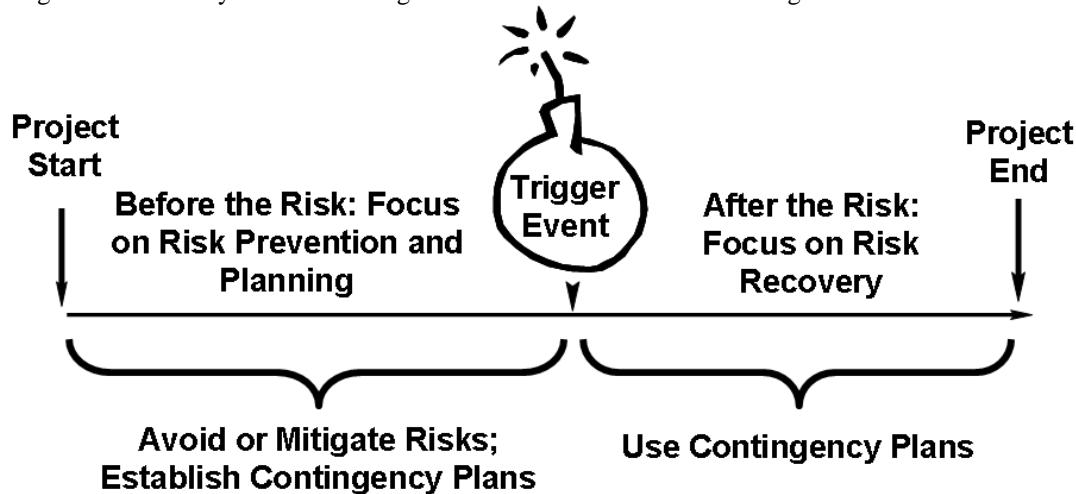 Project
Start
Before the Risk: Focus
on Risk Prevention and
Planning
Trigger
Event
After the Risk:
Focus on Risk
Recovery
Project
End
Avoid or Mitigate Risks;
Establish Contingency Plans
Use Contingency Plans